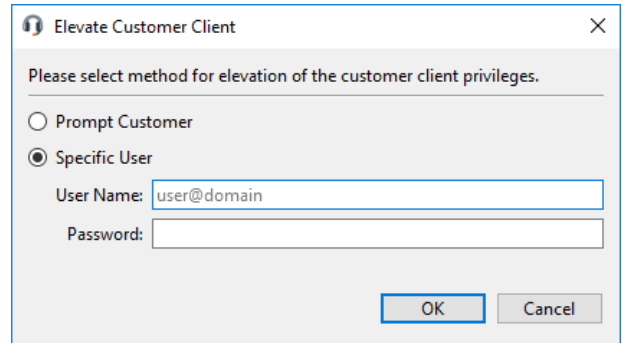 Elevate Customer Client
Please select method for elevation of the customer client privileges.
Prompt Customer
Specific User
User Name: user@domain
Password:
OK Cancel